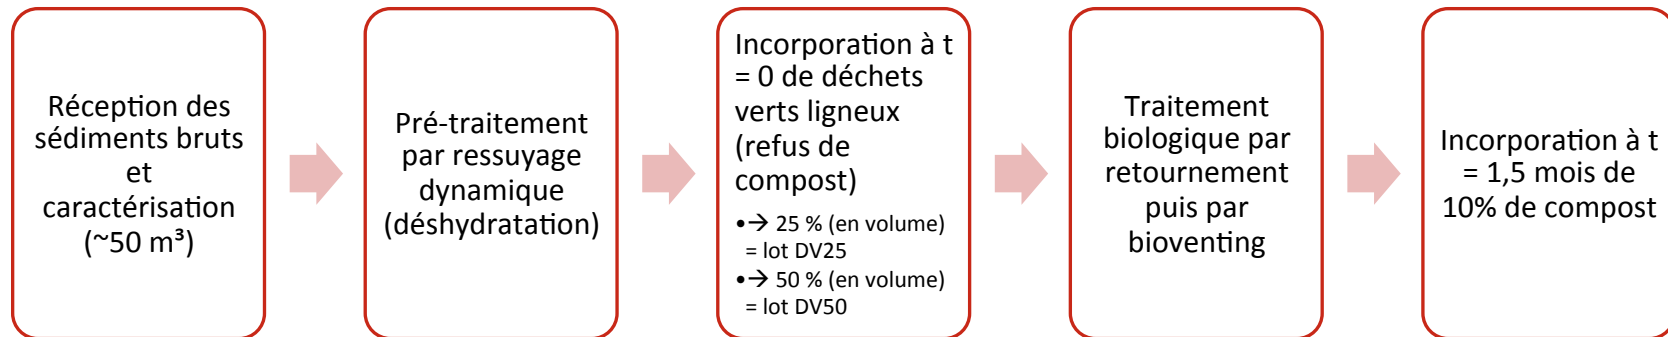 Réception des
sédiments bruts
et
caractérisation
(~50 m³)
Pré-traitement
par ressuyage
dynamique
(déshydratation)
Incorporation à t
= 0 de déchets
verts ligneux
(refus de
compost)
•→ 25 % (en volume)
= lot DV25
•→ 50 % (en volume)
= lot DV50
Traitement
biologique par
retournement
puis par
bioventing
Incorporation à t
= 1,5 mois de
10% de compost